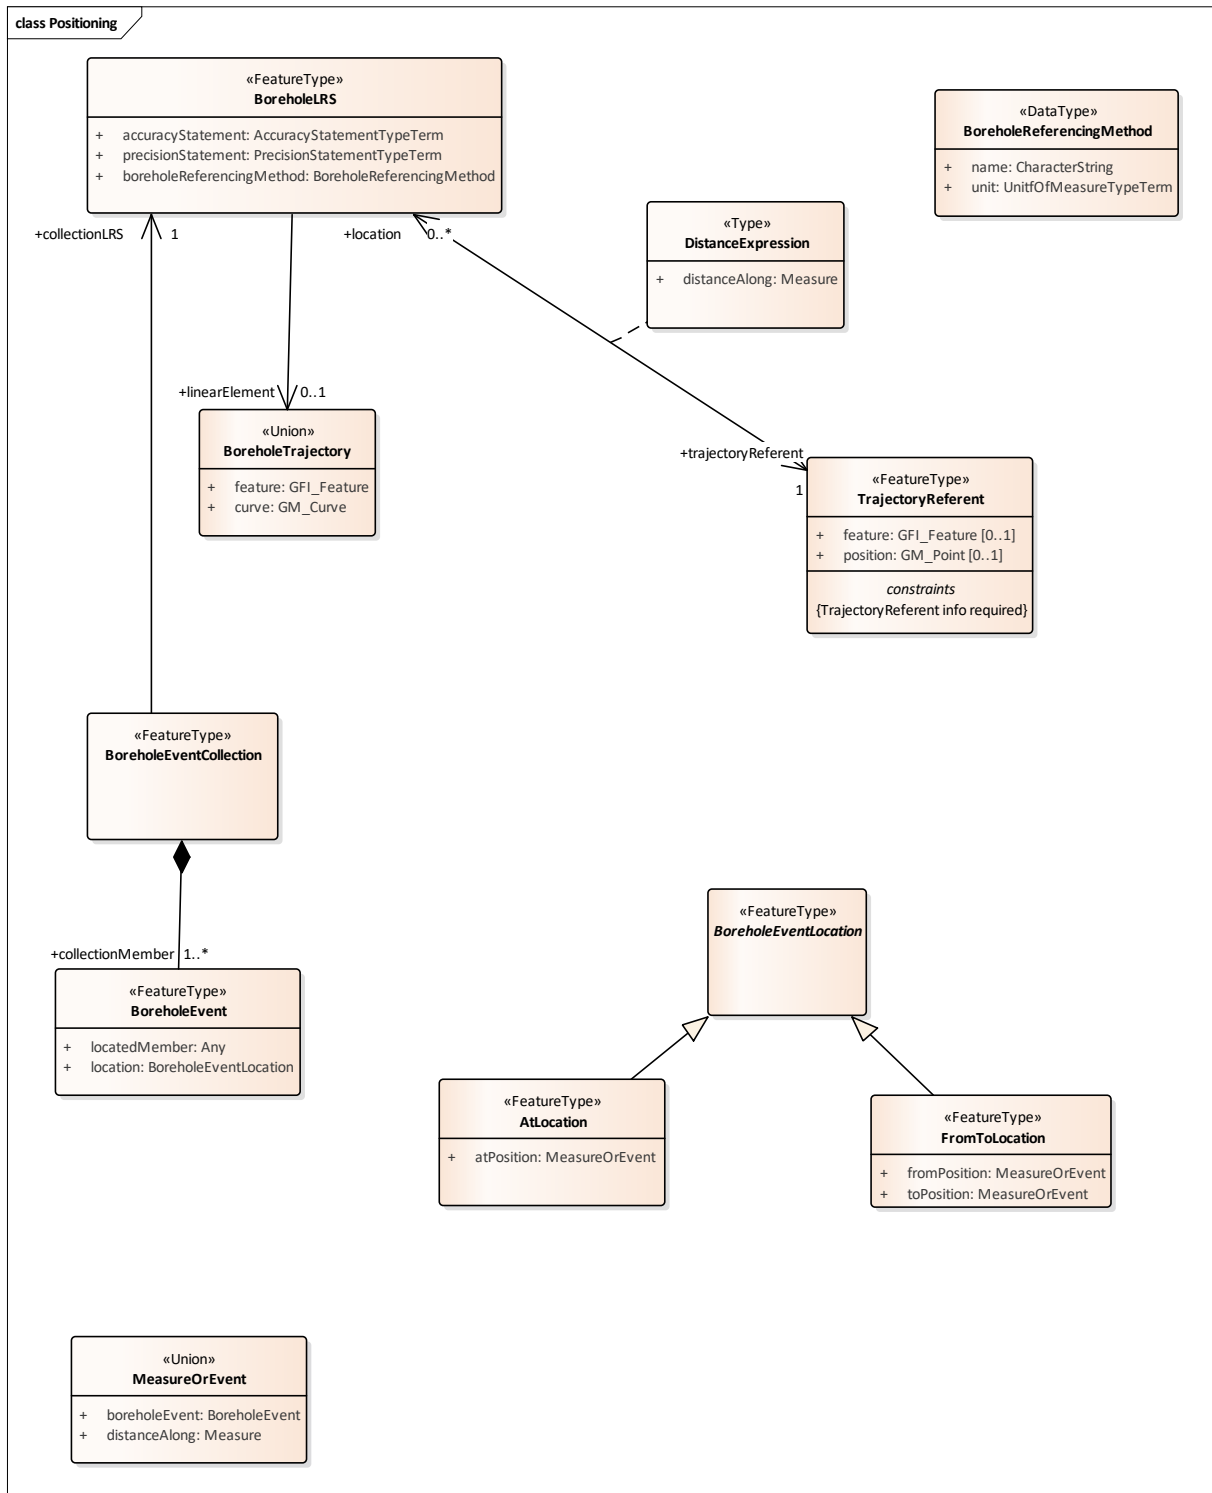 class Positioning
«FeatureType»
BoreholeLRS
+ accuracyStatement: AccuracyStatementTypeTerm
+ precisionStatement: PrecisionStatementTypeTerm
+ boreholeReferencingMethod: BoreholeReferencingMethod
«DataType»
BoreholeReferencingMethod
+ name: CharacterString
+ unit: UnitfOfMeasureTypeTerm
+collectionLRS 1
+location 0..*
«Type»
DistanceExpression
+ distanceAlong: Measure
+linearElement 0..1
«Union»
BoreholeTrajectory
+ feature: GFI_Feature
+ curve: GM_Curve
+trajectoryReferent
1
«FeatureType»
TrajectoryReferent
+ feature: GFI_Feature [0..1]
+ position: GM_Point [0..1]
constraints
{TrajectoryReferent info required}
«FeatureType»
BoreholeEventCollection
+collectionMember 1..*
«FeatureType»
BoreholeEvent
+ locatedMember: Any
+ location: BoreholeEventLocation
«FeatureType»
BoreholeEventLocation
«FeatureType»
AtLocation
+ atPosition: MeasureOrEvent
«FeatureType»
FromToLocation
+ fromPosition: MeasureOrEvent
+ toPosition: MeasureOrEvent
«Union»
MeasureOrEvent
+ boreholeEvent: BoreholeEvent
+ distanceAlong: Measure